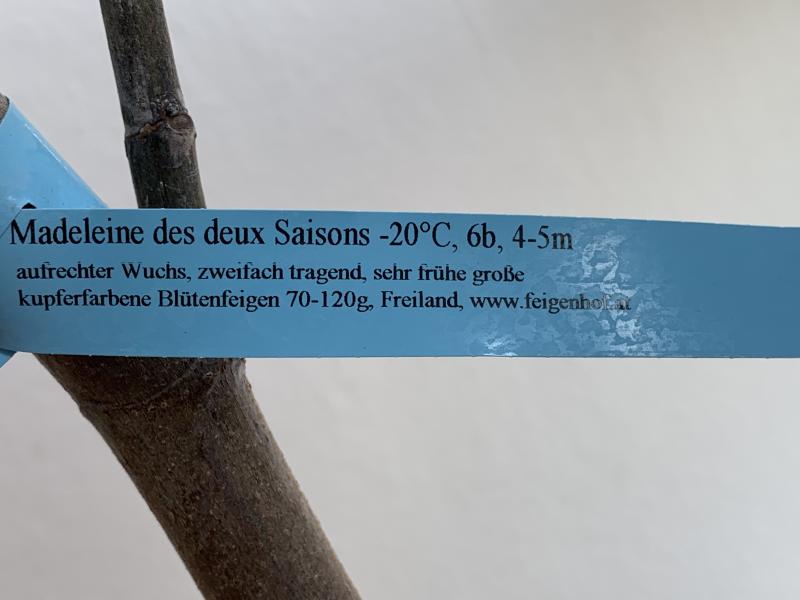 Madeleine des deux Saisons -20°C, 6b, 4-5m
aufrechter Wuchs, zweifach tragend, sehr frühe große
kupferfarbene Blütenfeigen 70-120g, Freiland, www.feigenhof.at